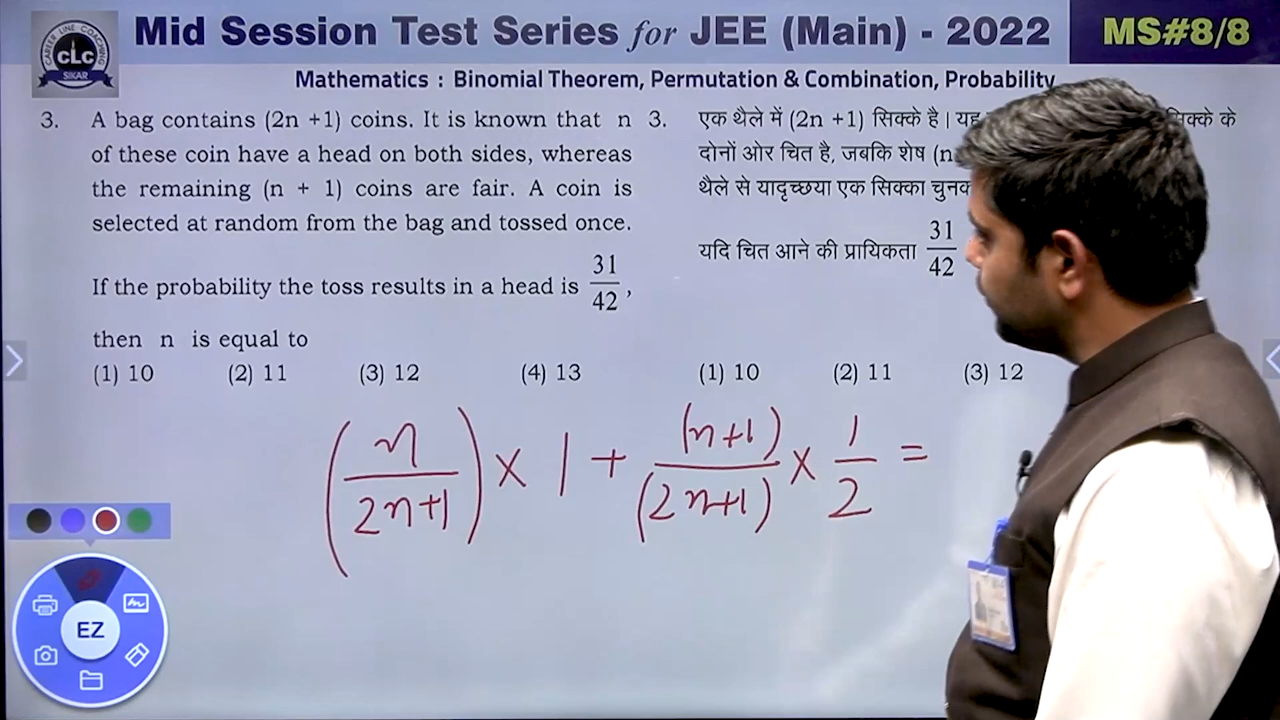 CAREER LINE COACHING
CLC
SIKAR
Mid Session Test Series for JEE (Main) - 2022
MS#8/8
Mathematics : Binomial Theorem, Permutation & Combination, Probability
3. A bag contains (2n +1) coins. It is known that n
of these coin have a head on both sides, whereas
the remaining (n + 1) coins are fair. A coin is
selected at random from the bag and tossed once.
If the probability the toss results in a head is 31/42,
then n is equal to
(1) 10 (2) 11 (3) 12 (4) 13
3. एक थैले में (2n +1) सिक्के है। यह
सिक्के के
दोनों ओर चित है, जबकि शेष (n
थैले से यादृच्छया एक सिक्का चुनक
यदि चित आने की प्रायिकता 31/42
(1) 10 (2) 11 (3) 12
(n/2n+1) × 1 + (n+1)/(2n+1) × 1/2 =
EZ